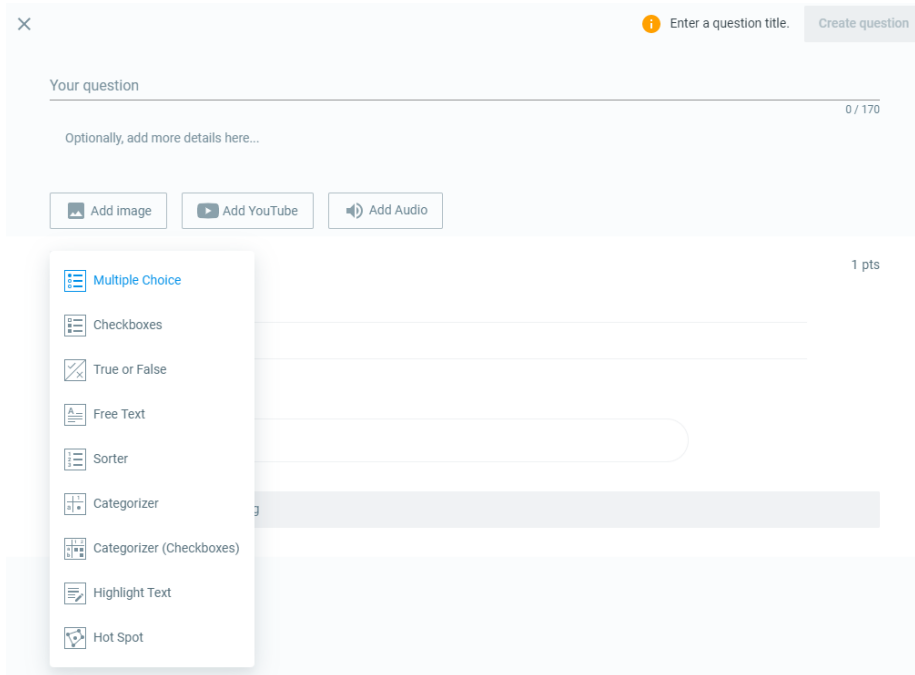 Enter a question title.
Create question
Your question
0 / 170
Optionally, add more details here...
Add image
Add YouTube
Add Audio
1 pts
Multiple Choice
Checkboxes
True or False
Free Text
Sorter
Categorizer
Categorizer (Checkboxes)
Highlight Text
Hot Spot